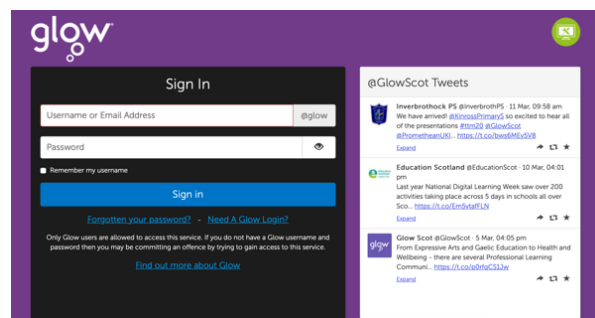 glow
Sign In
Username or Email Address @glow
Password
Remember my username
Sign in
Forgotten your password? - Need A Glow Login?
Only Glow users are allowed to access this service. If you do not have a Glow username and
password then you may be committing an offence by trying to gain access to this service.
Find out more about Glow
@GlowScot Tweets
Inverbrothock PS @InverbrothPS · 11 Mar, 09:58 am
We have arrived! @KinrossPrimaryS so excited to hear all
of the presentations #ttm20 @GlowScot
@PrometheanUKI... https://t.co/bws6MEv5V8
Expand
Education Scotland @EducationScot · 10 Mar, 04:01
pm
Last year National Digital Learning Week saw over 200
activities taking place across 5 days in schools all over
Sco... https://t.co/Em5ytafFLN
Expand
glow
Glow Scot @GlowScot · 5 Mar, 04:05 pm
From Expressive Arts and Gaelic Education to Health and
Wellbeing - there are several Professional Learning
Communi... https://t.co/p0rfqCS1Jw
Expand